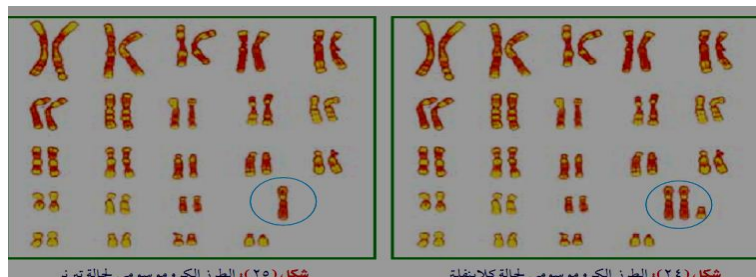 شكل (٢٤): الطرز الكروموسومي لحالة كلاينفلتر
شكل (٢٥): الطرز الكروموسومي لحالة تيرنر